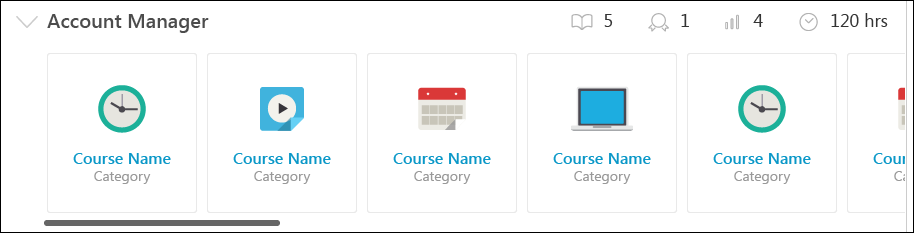 Account Manager 5 1 4 120 hrs
Course Name Course Name Course Name Course Name Course Name Co
Category Category Category Category Category